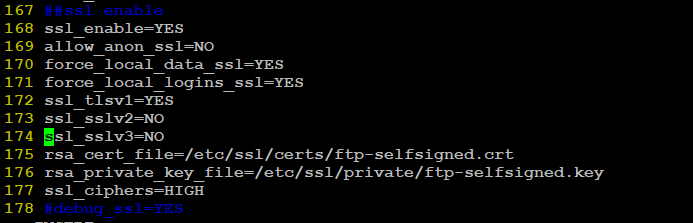 167 ##ssl enable
168 ssl_enable=YES
169 allow_anon_ssl=NO
170 force_local_data_ssl=YES
171 force_local_logins_ssl=YES
172 ssl_tlsv1=YES
173 ssl_sslv2=NO
174 ssl_sslv3=NO
175 rsa_cert_file=/etc/ssl/certs/ftp-selfsigned.crt
176 rsa_private_key_file=/etc/ssl/private/ftp-selfsigned.key
177 ssl_ciphers=HIGH
178 #debug_ssl=YES